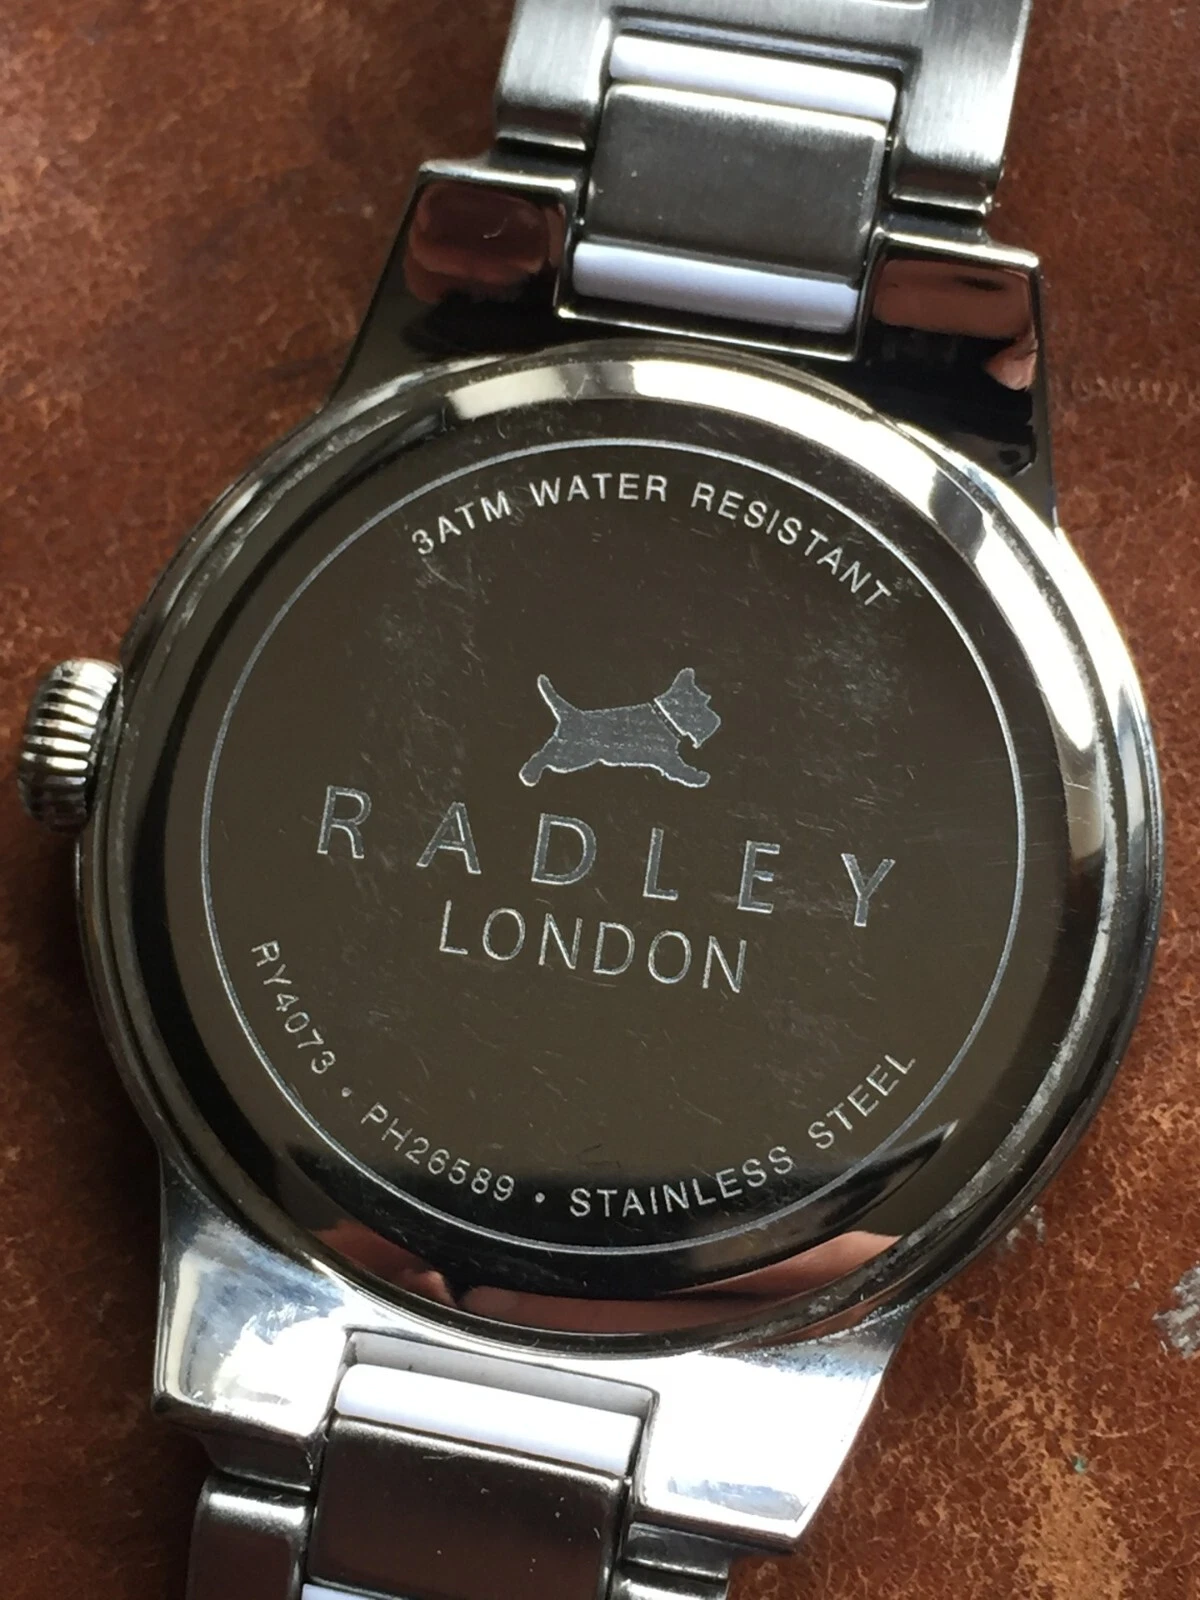 3ATM WATER RESISTANT
RADLEY
LONDON
RY4073 • PH26589 • STAINLESS STEEL